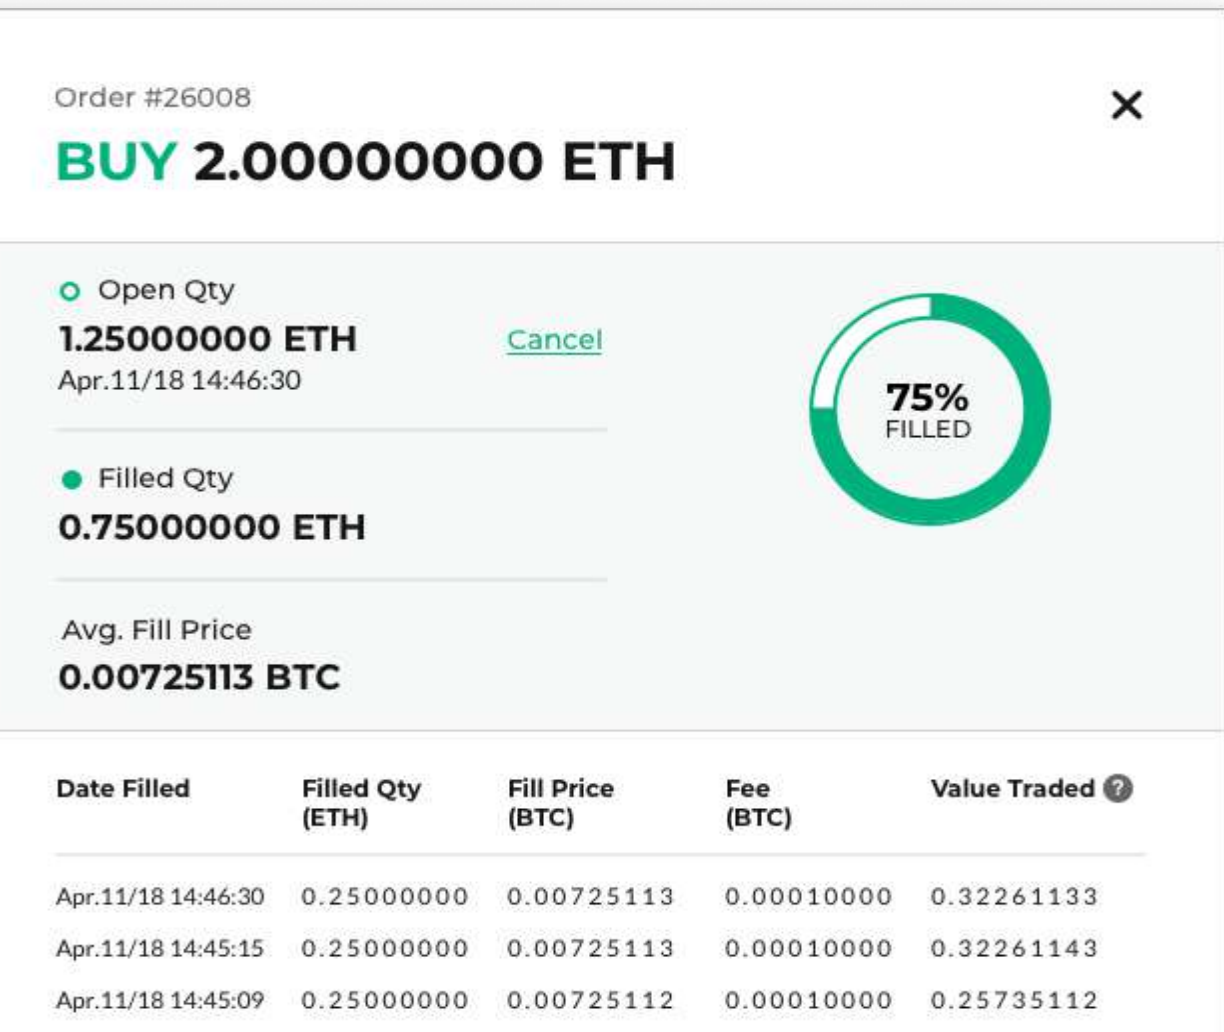 Order #26008
BUY 2.00000000 ETH
Open Qty
1.25000000 ETH
Cancel
Apr.11/18 14:46:30
75%
FILLED
Filled Qty
0.75000000 ETH
Avg. Fill Price
0.00725113 BTC
Date Filled Filled Qty (ETH) Fill Price (BTC) Fee (BTC) Value Traded ?
Apr.11/18 14:46:30 0.25000000 0.00725113 0.00010000 0.32261133
Apr.11/18 14:45:15 0.25000000 0.00725113 0.00010000 0.32261143
Apr.11/18 14:45:09 0.25000000 0.00725112 0.00010000 0.25735112